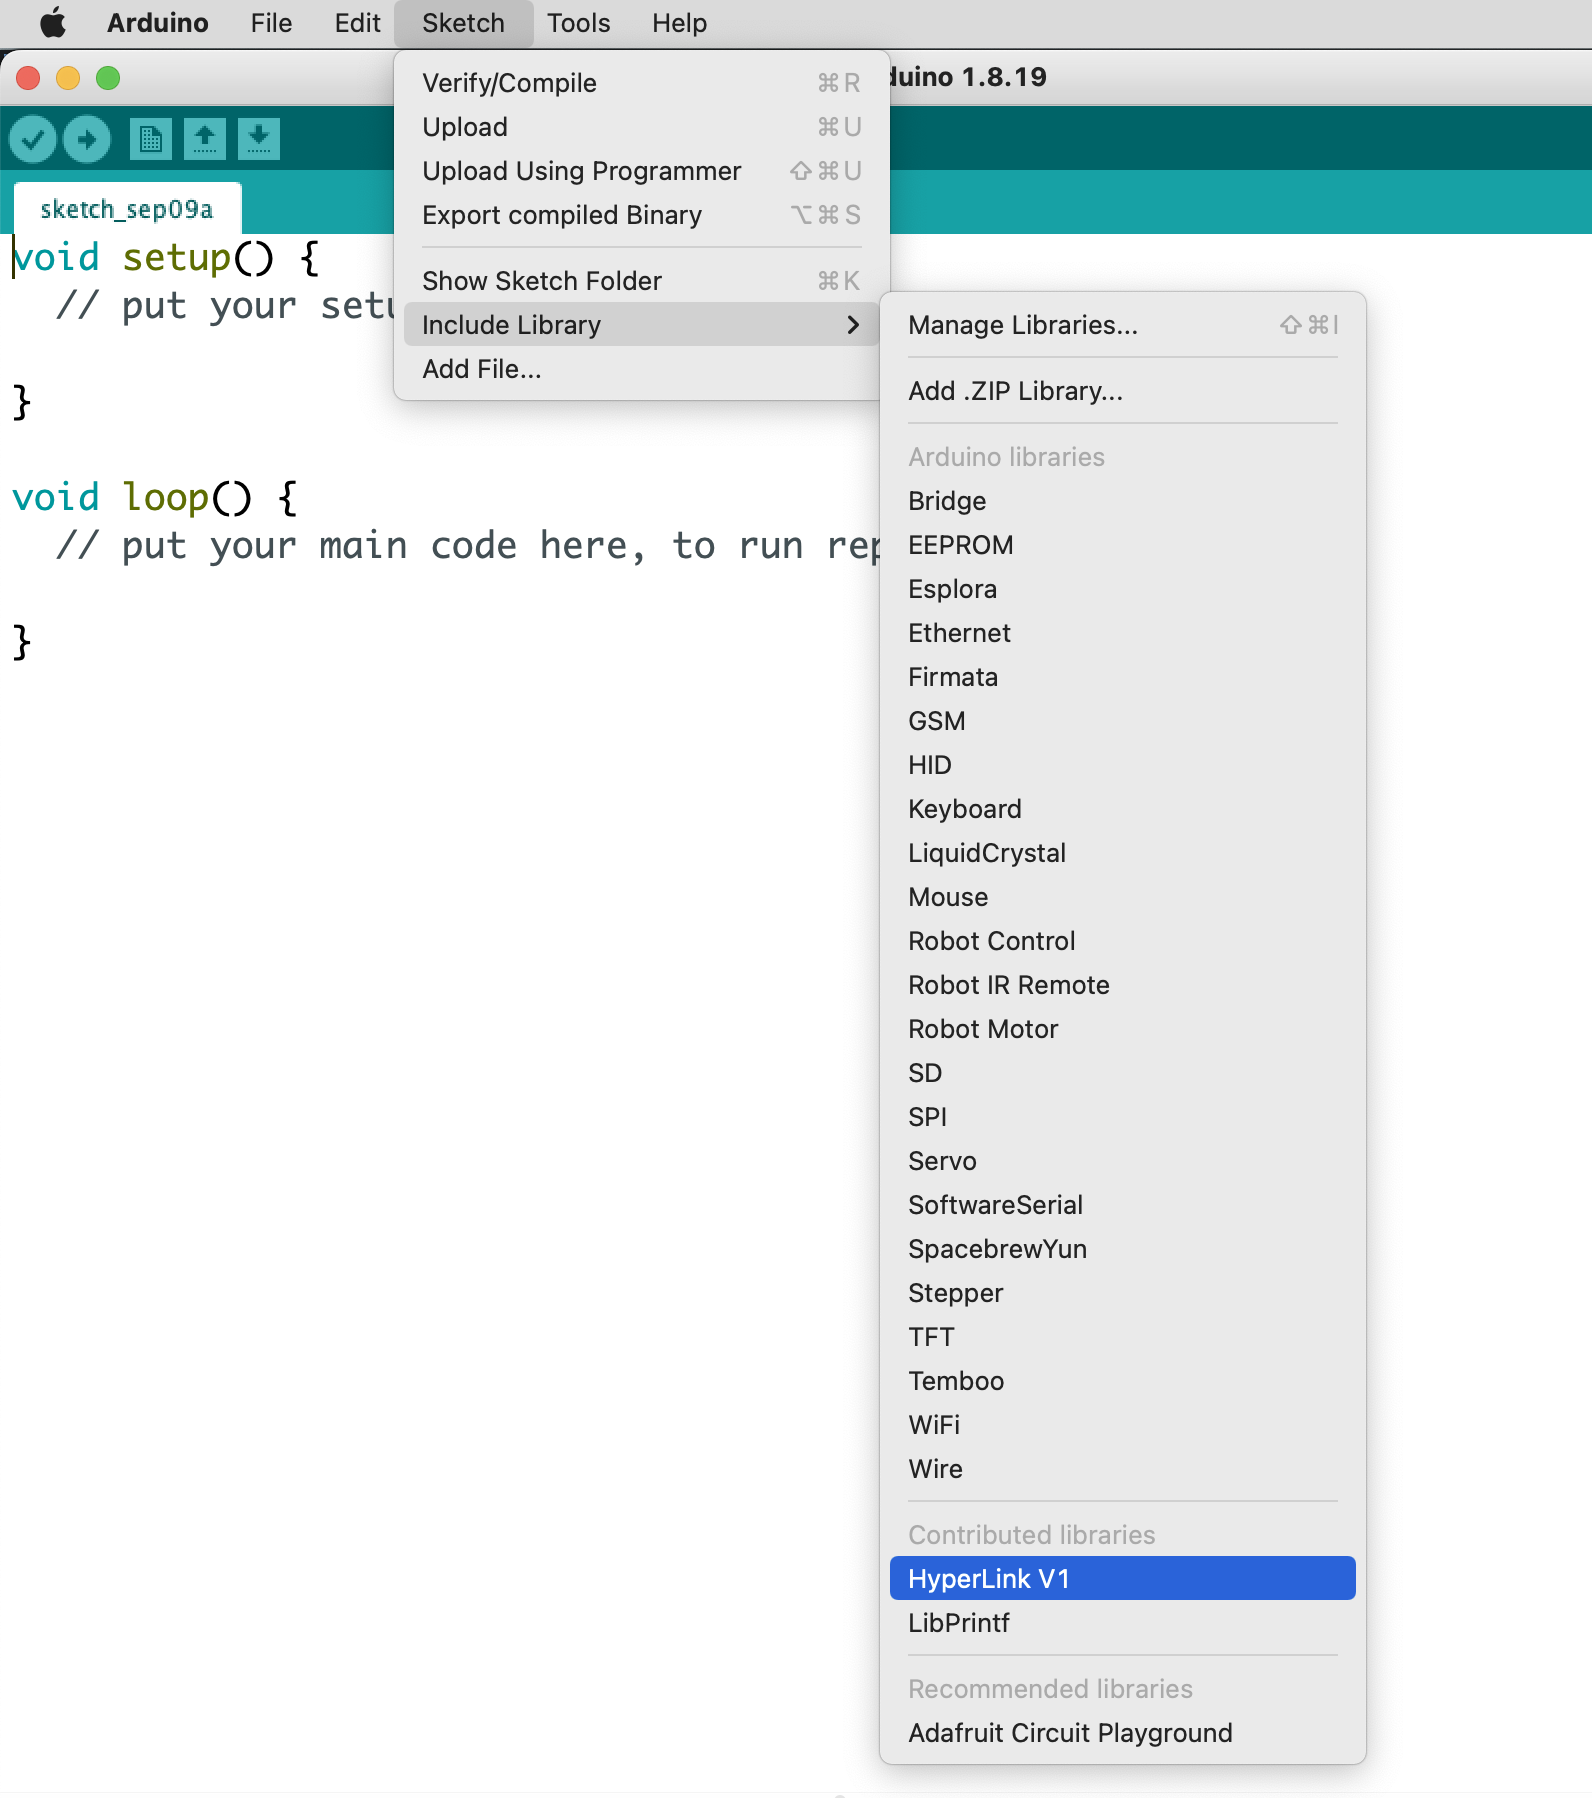 Arduino File Edit Sketch Tools Help
duino 1.8.19
Verify/Compile ⌘R
Upload ⌘U
Upload Using Programmer ⇧⌘U
Export compiled Binary ⌥⌘S
Show Sketch Folder ⌘K
Include Library
Add File...
sketch_sep09a
void setup() {
// put your setu
}
void loop() {
// put your main code here, to run rep
}
Manage Libraries... ⇧⌘I
Add .ZIP Library...
Arduino libraries
Bridge
EEPROM
Esplora
Ethernet
Firmata
GSM
HID
Keyboard
LiquidCrystal
Mouse
Robot Control
Robot IR Remote
Robot Motor
SD
SPI
Servo
SoftwareSerial
SpacebrewYun
Stepper
TFT
Temboo
WiFi
Wire
Contributed libraries
HyperLink V1
LibPrintf
Recommended libraries
Adafruit Circuit Playground